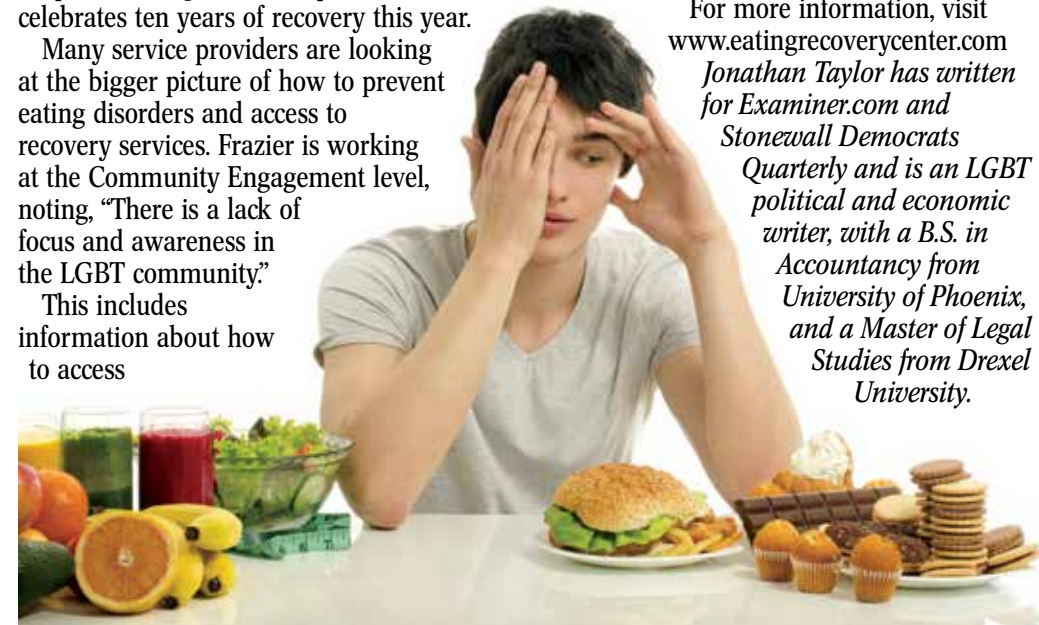 celebrates ten years of recovery this year.
Many service providers are looking
at the bigger picture of how to prevent
eating disorders and access to
recovery services. Frazier is working
at the Community Engagement level,
noting, “There is a lack of
focus and awareness in
the LGBT community.”
This includes
information about how
to access
For more information, visit
www.eatingrecoverycenter.com
Jonathan Taylor has written
for Examiner.com and
Stonewall Democrats
Quarterly and is an LGBT
political and economic
writer, with a B.S. in
Accountancy from
University of Phoenix,
and a Master of Legal
Studies from Drexel
University.